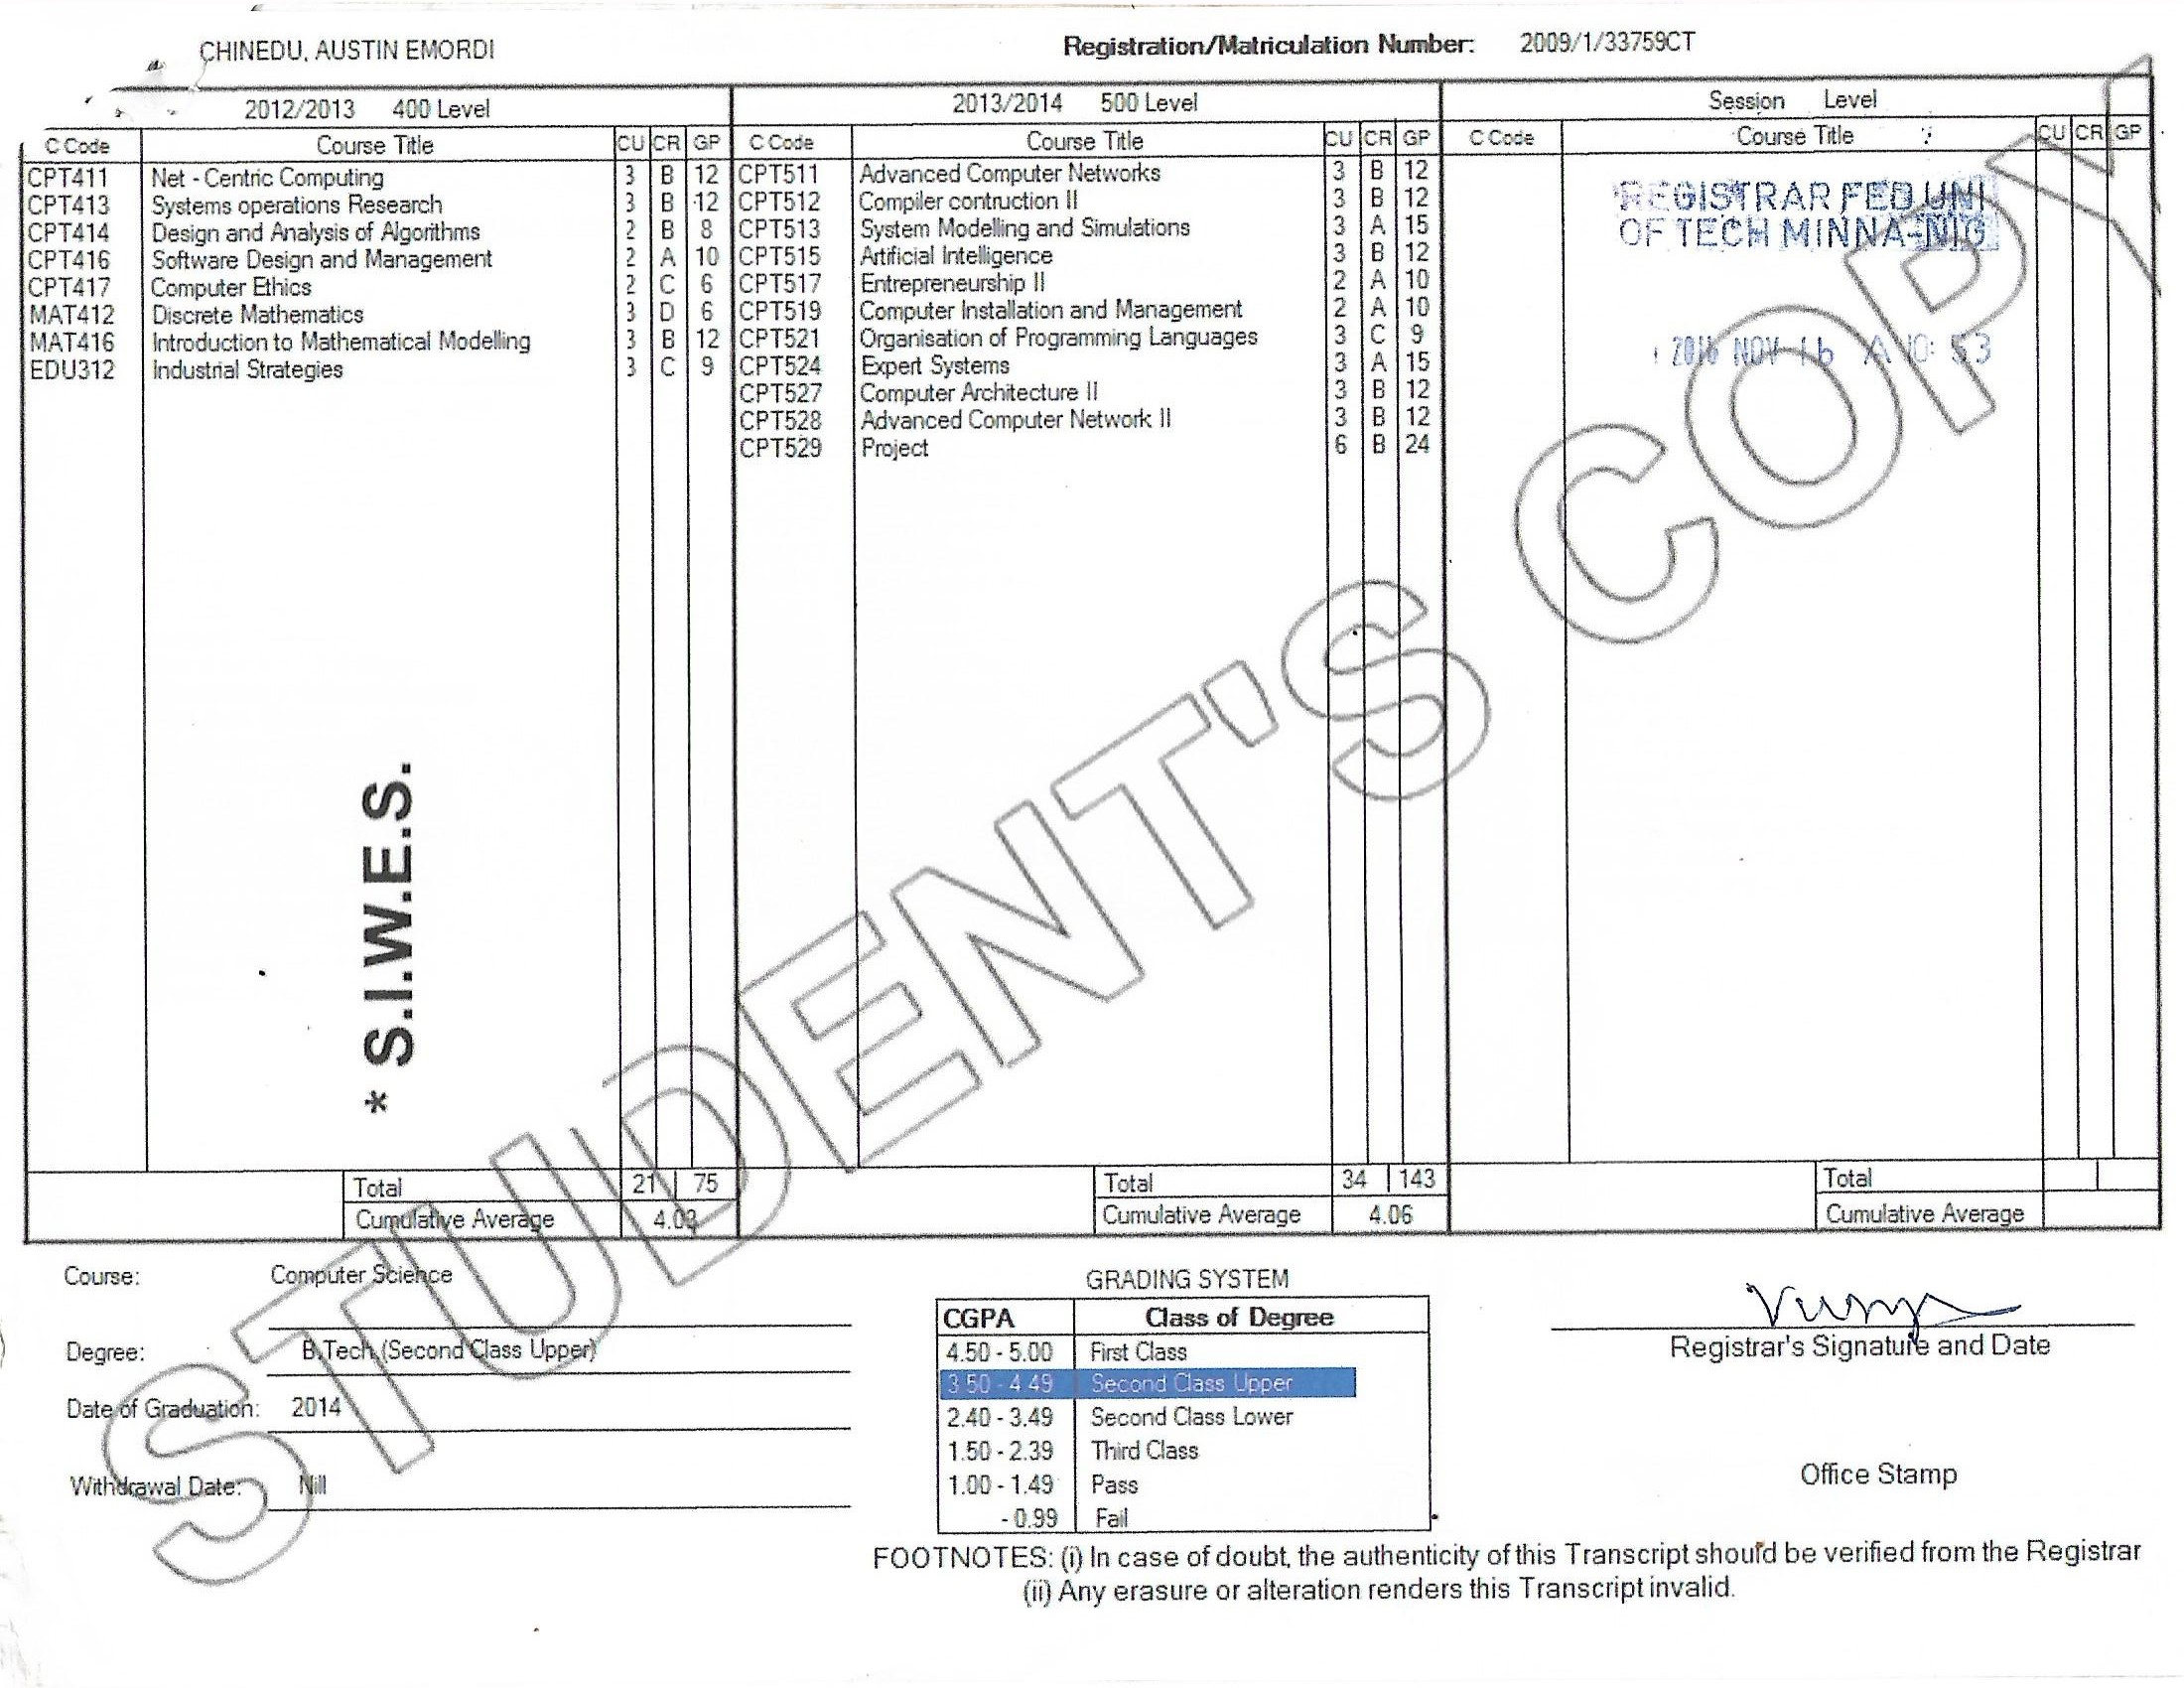 CHINEDU, AUSTIN EMORDI
Registration/Matriculation Number: 2009/1/33759CT
2012/2013 400 Level
C Code Course Title CU CR GP
CPT411 Net - Centric Computing 3 B 12
CPT413 Systems operations Research 3 B 12
CPT414 Design and Analysis of Algorithms 2 B 8
CPT416 Software Design and Management 2 A 10
CPT417 Computer Ethics 2 C 6
MAT412 Discrete Mathematics 3 D 6
MAT416 Introduction to Mathematical Modelling 3 B 12
EDU312 Industrial Strategies 3 C 9
* S.I.W.E.S.
Total 21 75
Cumulative Average 4.03
2013/2014 500 Level
C Code Course Title CU CR GP
CPT511 Advanced Computer Networks 3 B 12
CPT512 Compiler contruction II 3 B 12
CPT513 System Modelling and Simulations 3 A 15
CPT515 Artificial Intelligence 3 B 12
CPT517 Entrepreneurship II 2 A 10
CPT519 Computer Installation and Management 2 A 10
CPT521 Organisation of Programming Languages 3 C 9
CPT524 Expert Systems 3 A 15
CPT527 Computer Architecture II 3 B 12
CPT528 Advanced Computer Network II 3 B 12
CPT529 Project 6 B 24
Total 34 143
Cumulative Average 4.06
Session Level
C Code Course Title CU CR GP
REGISTRAR FED UNI
OF TECH MINNA-NIG
2016 NOV 16 A 10: 53
Total
Cumulative Average
STUDENT'S COPY
Course: Computer Science
Degree: B.Tech (Second Class Upper)
Date of Graduation: 2014
Withdrawal Date: Nill
GRADING SYSTEM
CGPA Class of Degree
4.50 - 5.00 First Class
3.50 - 4.49 Second Class Upper
2.40 - 3.49 Second Class Lower
1.50 - 2.39 Third Class
1.00 - 1.49 Pass
- 0.99 Fail
Registrar's Signature and Date
Office Stamp
FOOTNOTES: (i) In case of doubt, the authenticity of this Transcript should be verified from the Registrar
(ii) Any erasure or alteration renders this Transcript invalid.